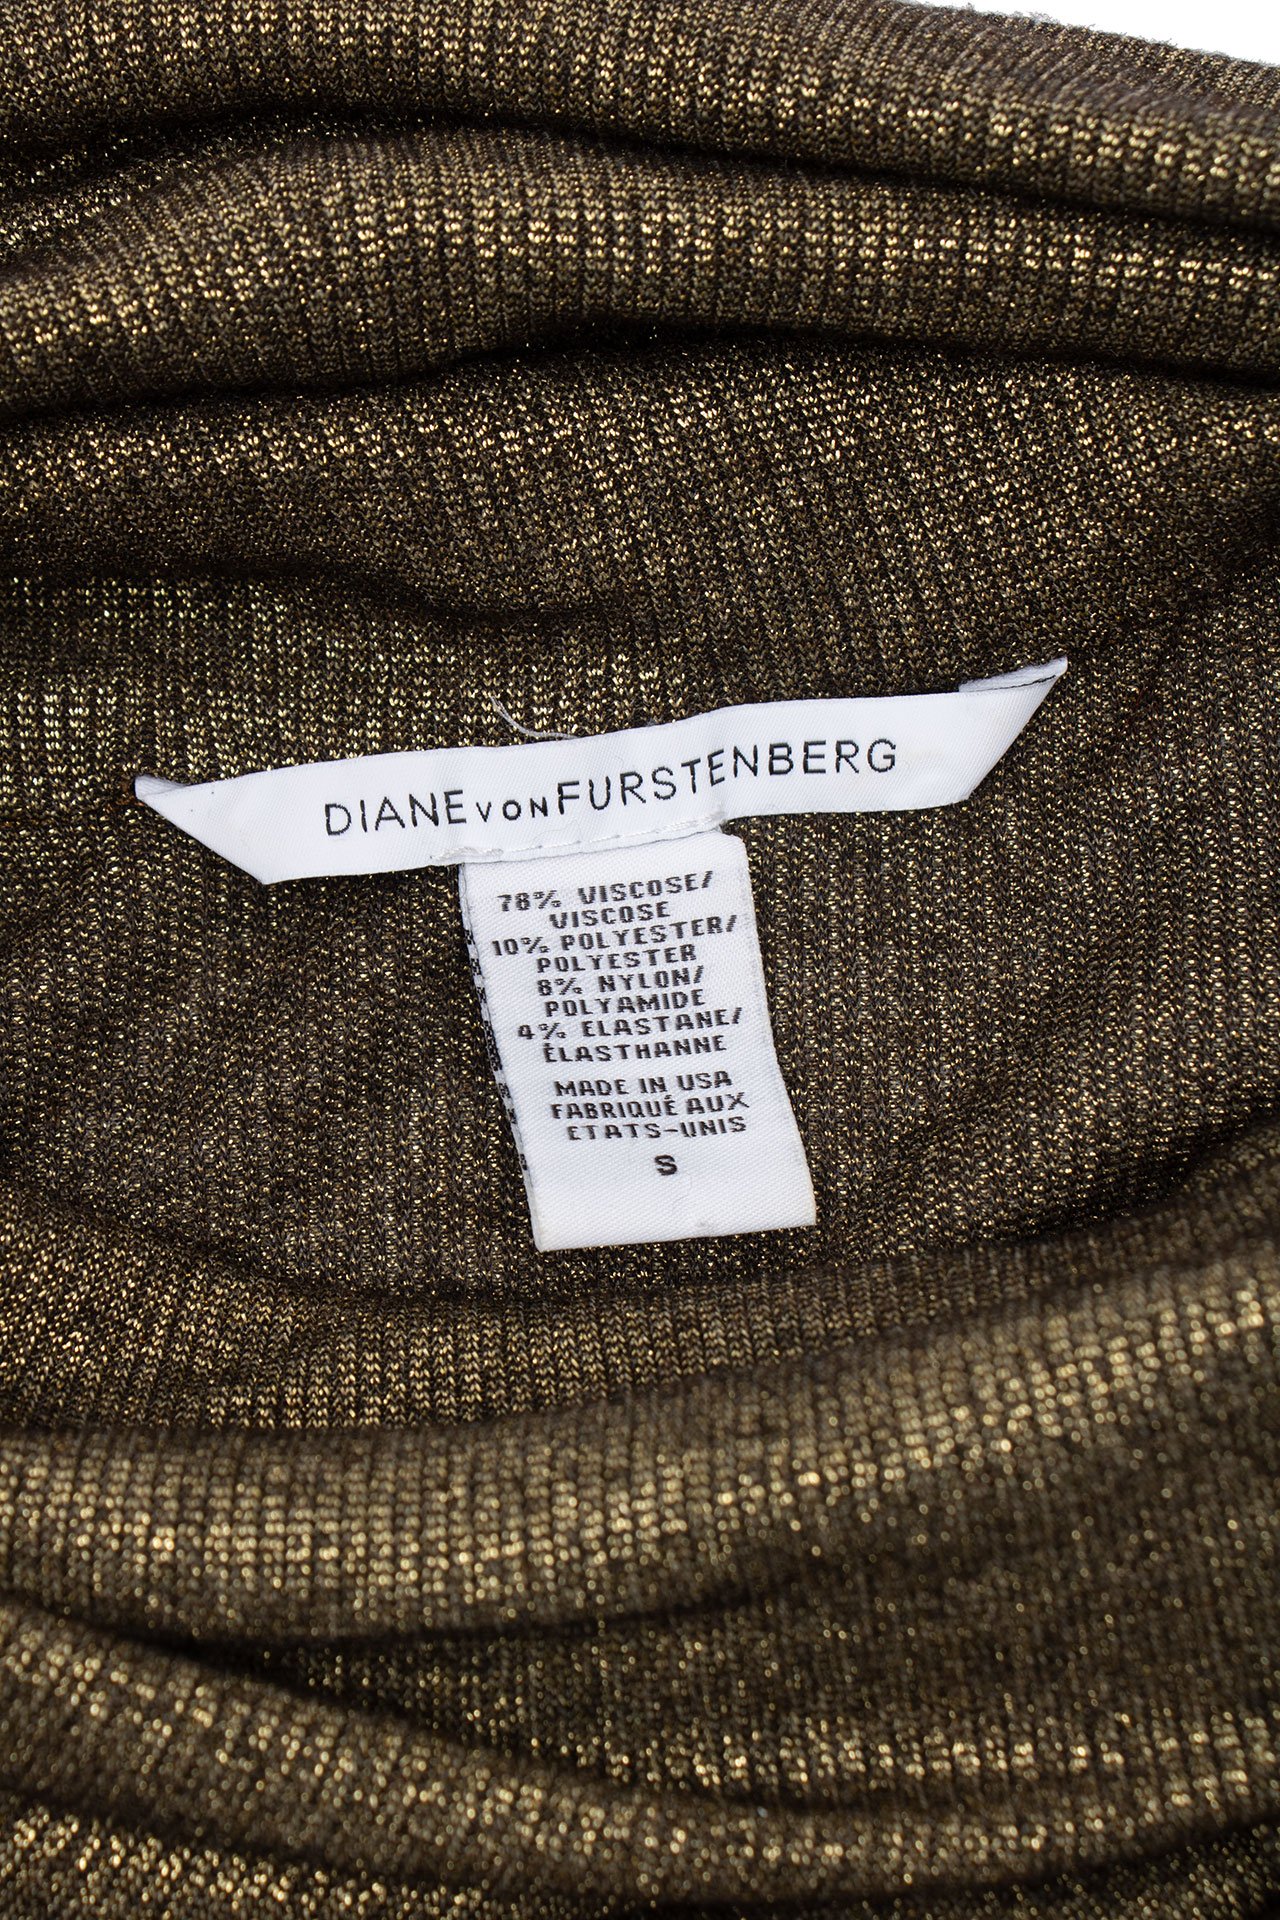 DIANE VON FURSTENBERG
78% VISCOSE/
VISCOSE
10% POLYESTER/
POLYESTER
8% NYLON/
POLYAMIDE
4% ELASTANE/
ÉLASTHANNE
MADE IN USA
FABRIQUÉ AUX
ETATS-UNIS
S